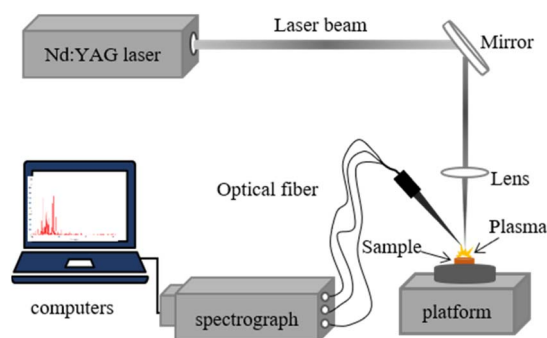 Laser beam
Mirror
Nd:YAG laser
Lens
Optical fiber
Plasma
Sample
computers
spectrograph
platform